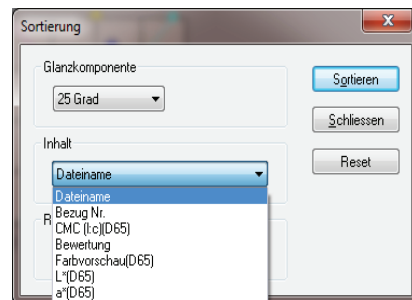 Sortierung
Glanzkomponente
25 Grad
Sortieren
Schliessen
Inhalt
Reset
Dateiname
Dateiname
Bezug Nr.
CMC (l:c)(D65)
Bewertung
Farbvorschau(D65)
L*(D65)
a*(D65)